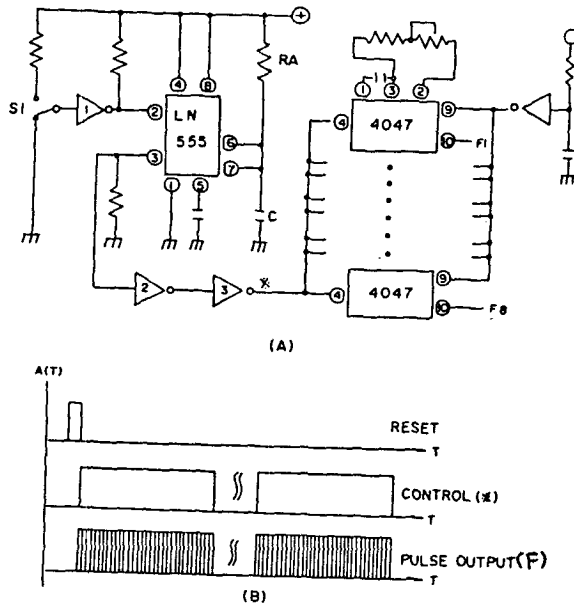 +
4 8
RA
S1
1
2
LN
555
6
7
3
1 5
C
2
3
*
1 3 2
4
4047
9
10
F1
4
4047
9
10
F8
(A)
A(T)
RESET
T
CONTROL (*)
T
PULSE OUTPUT(F)
T
(B)